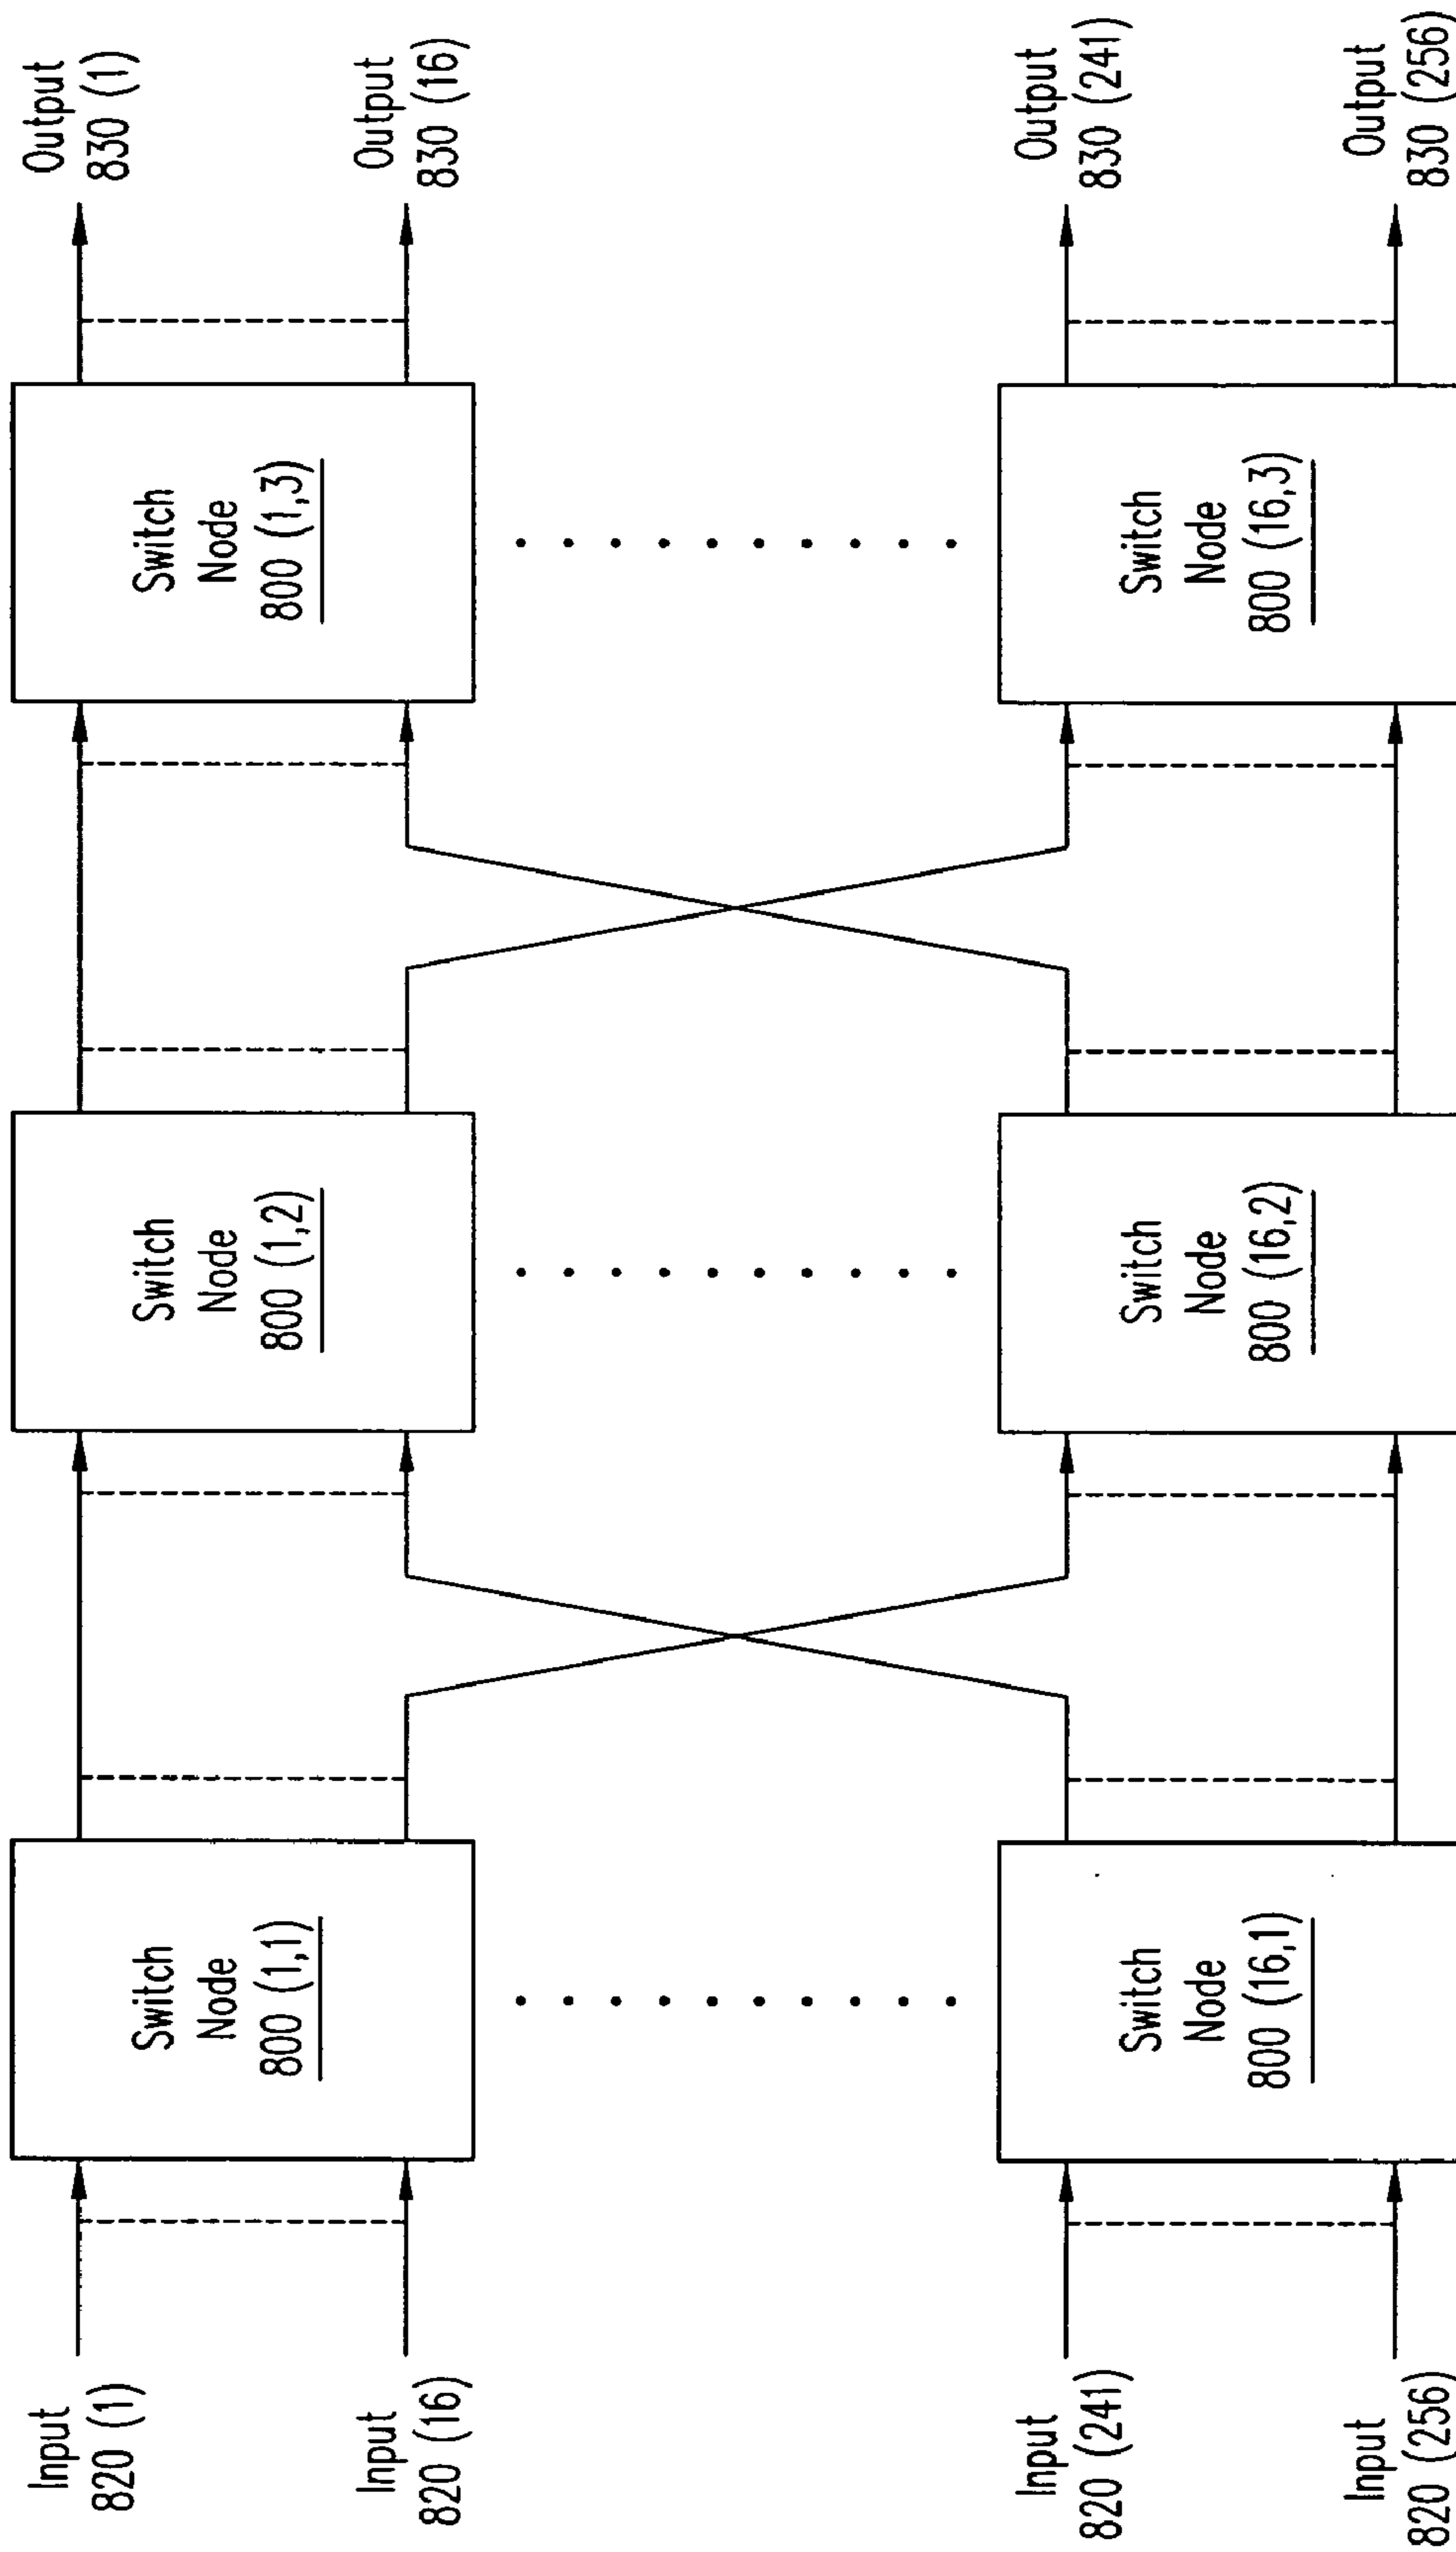 Input
820 (1)
Input
820 (16)
Input
820 (241)
Input
820 (256)
Switch
Node
800 (1,1)
Switch
Node
800 (16,1)
Switch
Node
800 (1,2)
Switch
Node
800 (16,2)
Switch
Node
800 (1,3)
Switch
Node
800 (16,3)
Output
830 (1)
Output
830 (16)
Output
830 (241)
Output
830 (256)